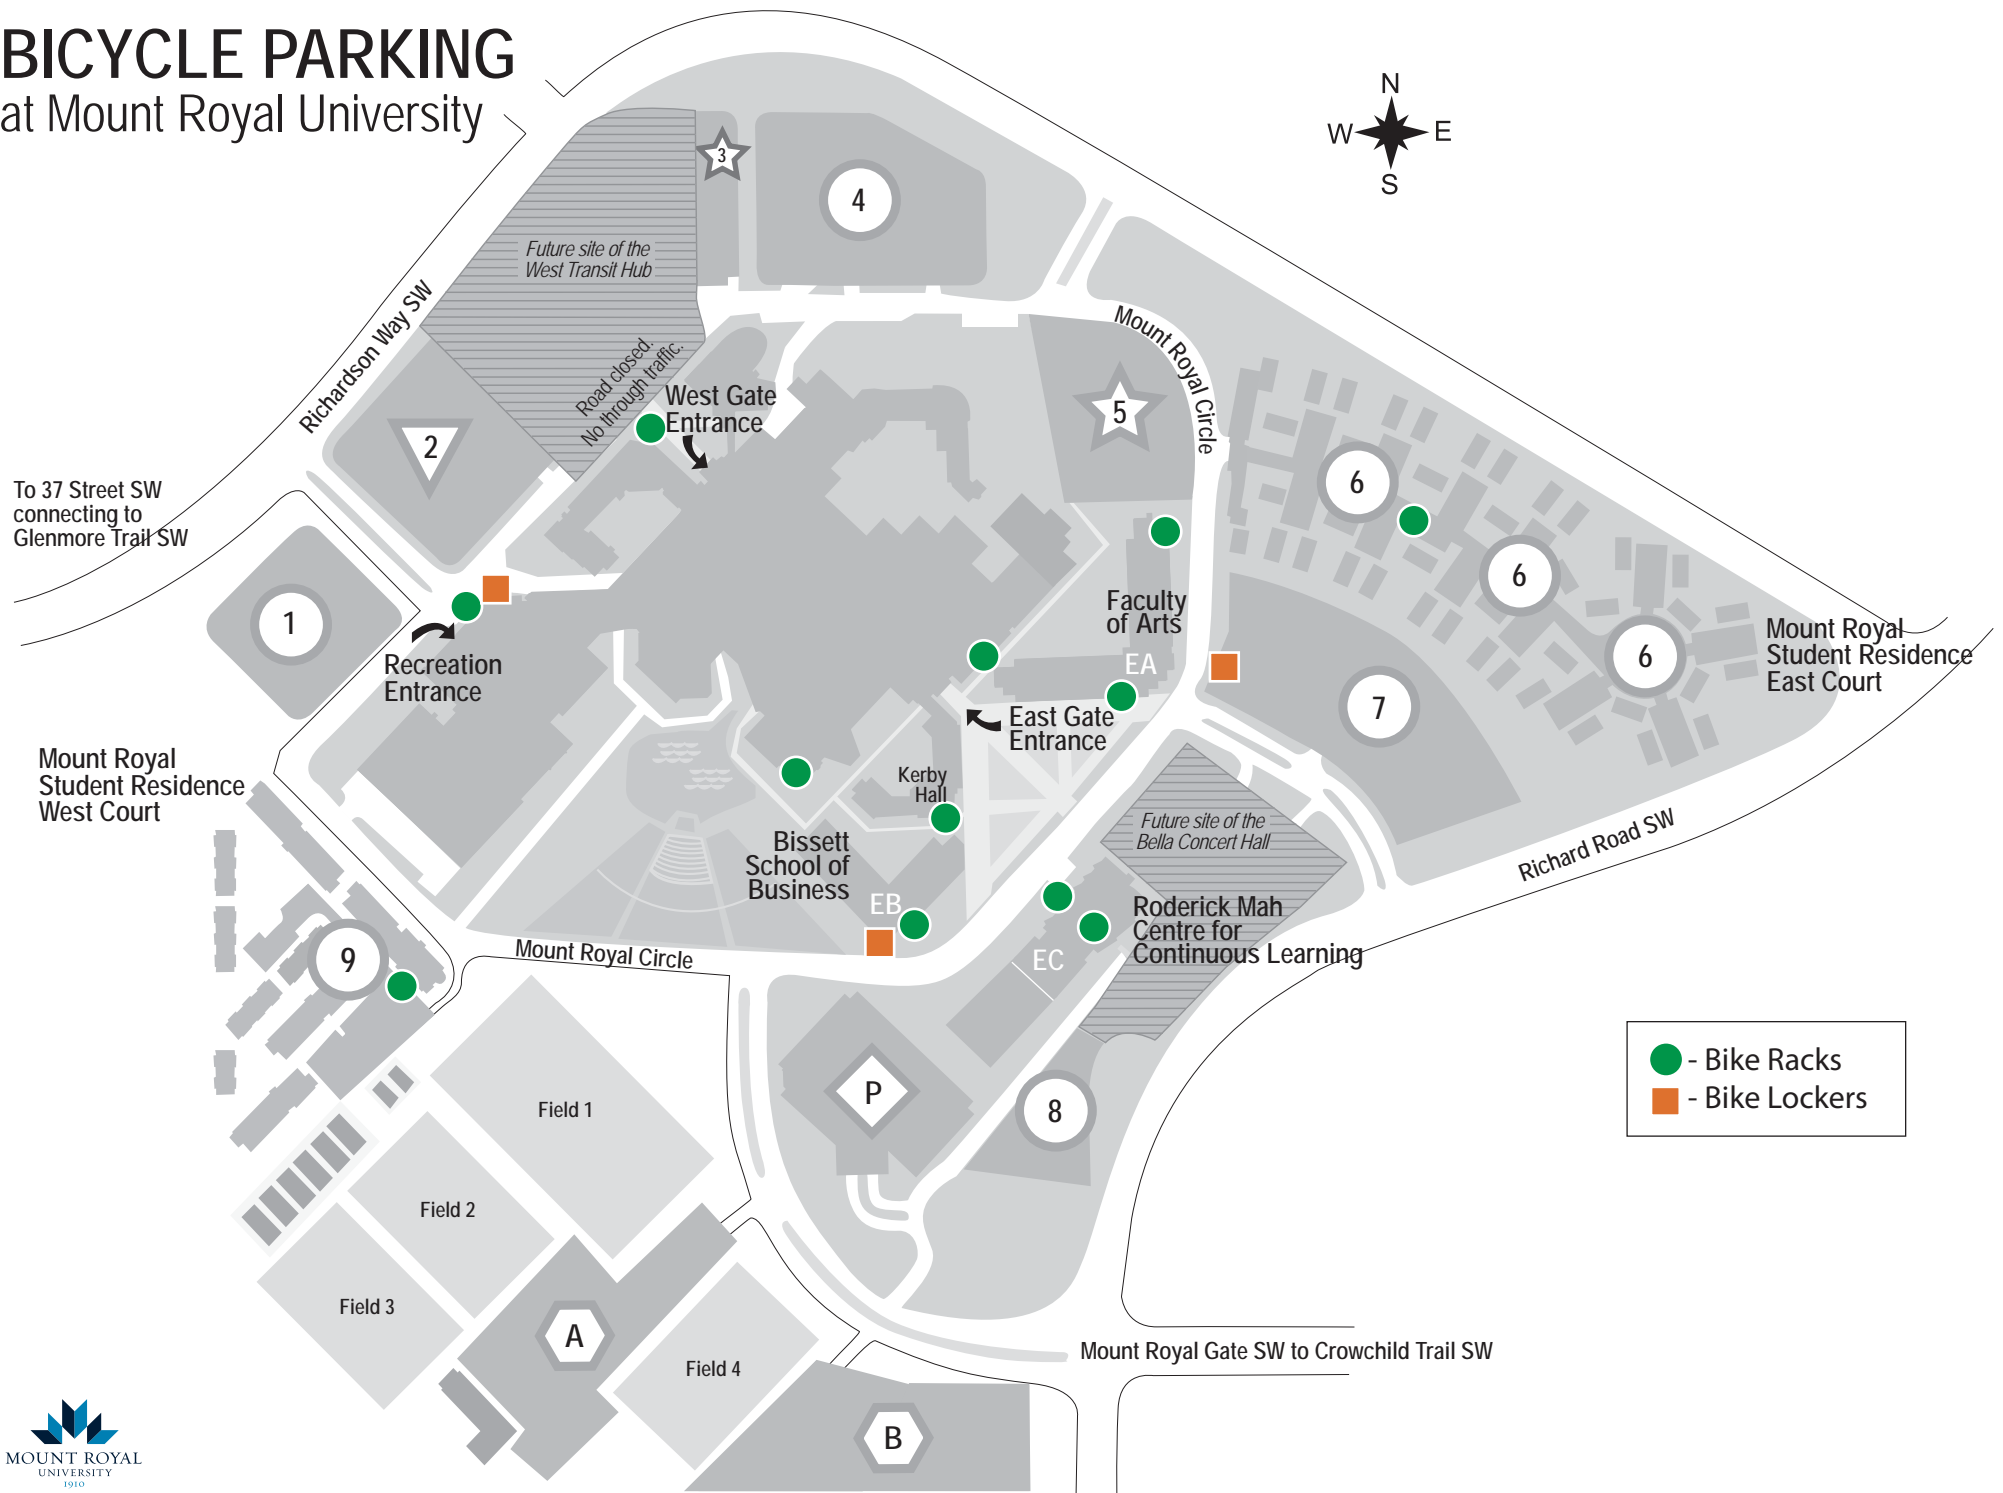 BICYCLE PARKING
at Mount Royal University
N
W
E
S
3
4
Future site of the
West Transit Hub
Richardson Way SW
Road closed.
No through traffic.
West Gate
Entrance
Mount Royal Circle
5
2
6
To 37 Street SW
connecting to
Glenmore Trail SW
6
1
Faculty
of Arts
EA
Recreation
Entrance
6
Mount Royal
Student Residence
East Court
7
East Gate
Entrance
Mount Royal
Student Residence
West Court
Kerby
Hall
Future site of the
Bella Concert Hall
Richard Road SW
Bissett
School of
Business
EB
Roderick Mah
Centre for
Continuous Learning
EC
9
Mount Royal Circle
- Bike Racks
- Bike Lockers
P
8
Field 1
Field 2
Field 3
A
Field 4
Mount Royal Gate SW to Crowchild Trail SW
B
MOUNT ROYAL
UNIVERSITY
1910